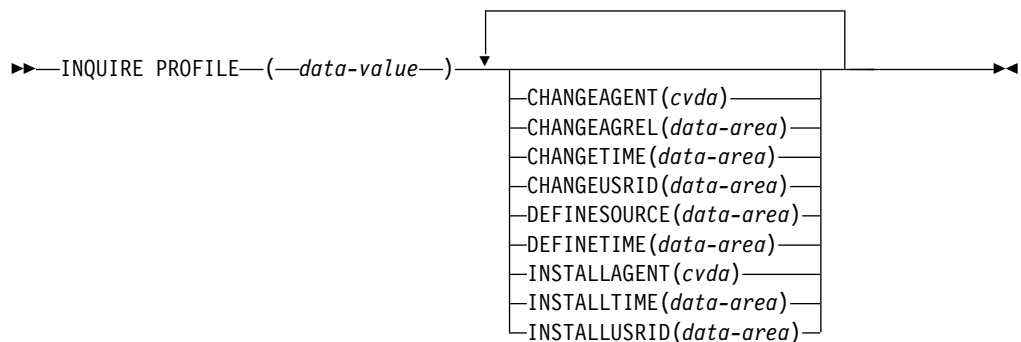 INQUIRE PROFILE ( data-value )
CHANGEAGENT(cvda)
CHANGEAGREL(data-area)
CHANGETIME(data-area)
CHANGEUSRID(data-area)
DEFINESOURCE(data-area)
DEFINETIME(data-area)
INSTALLAGENT(cvda)
INSTALLTIME(data-area)
INSTALLUSRID(data-area)